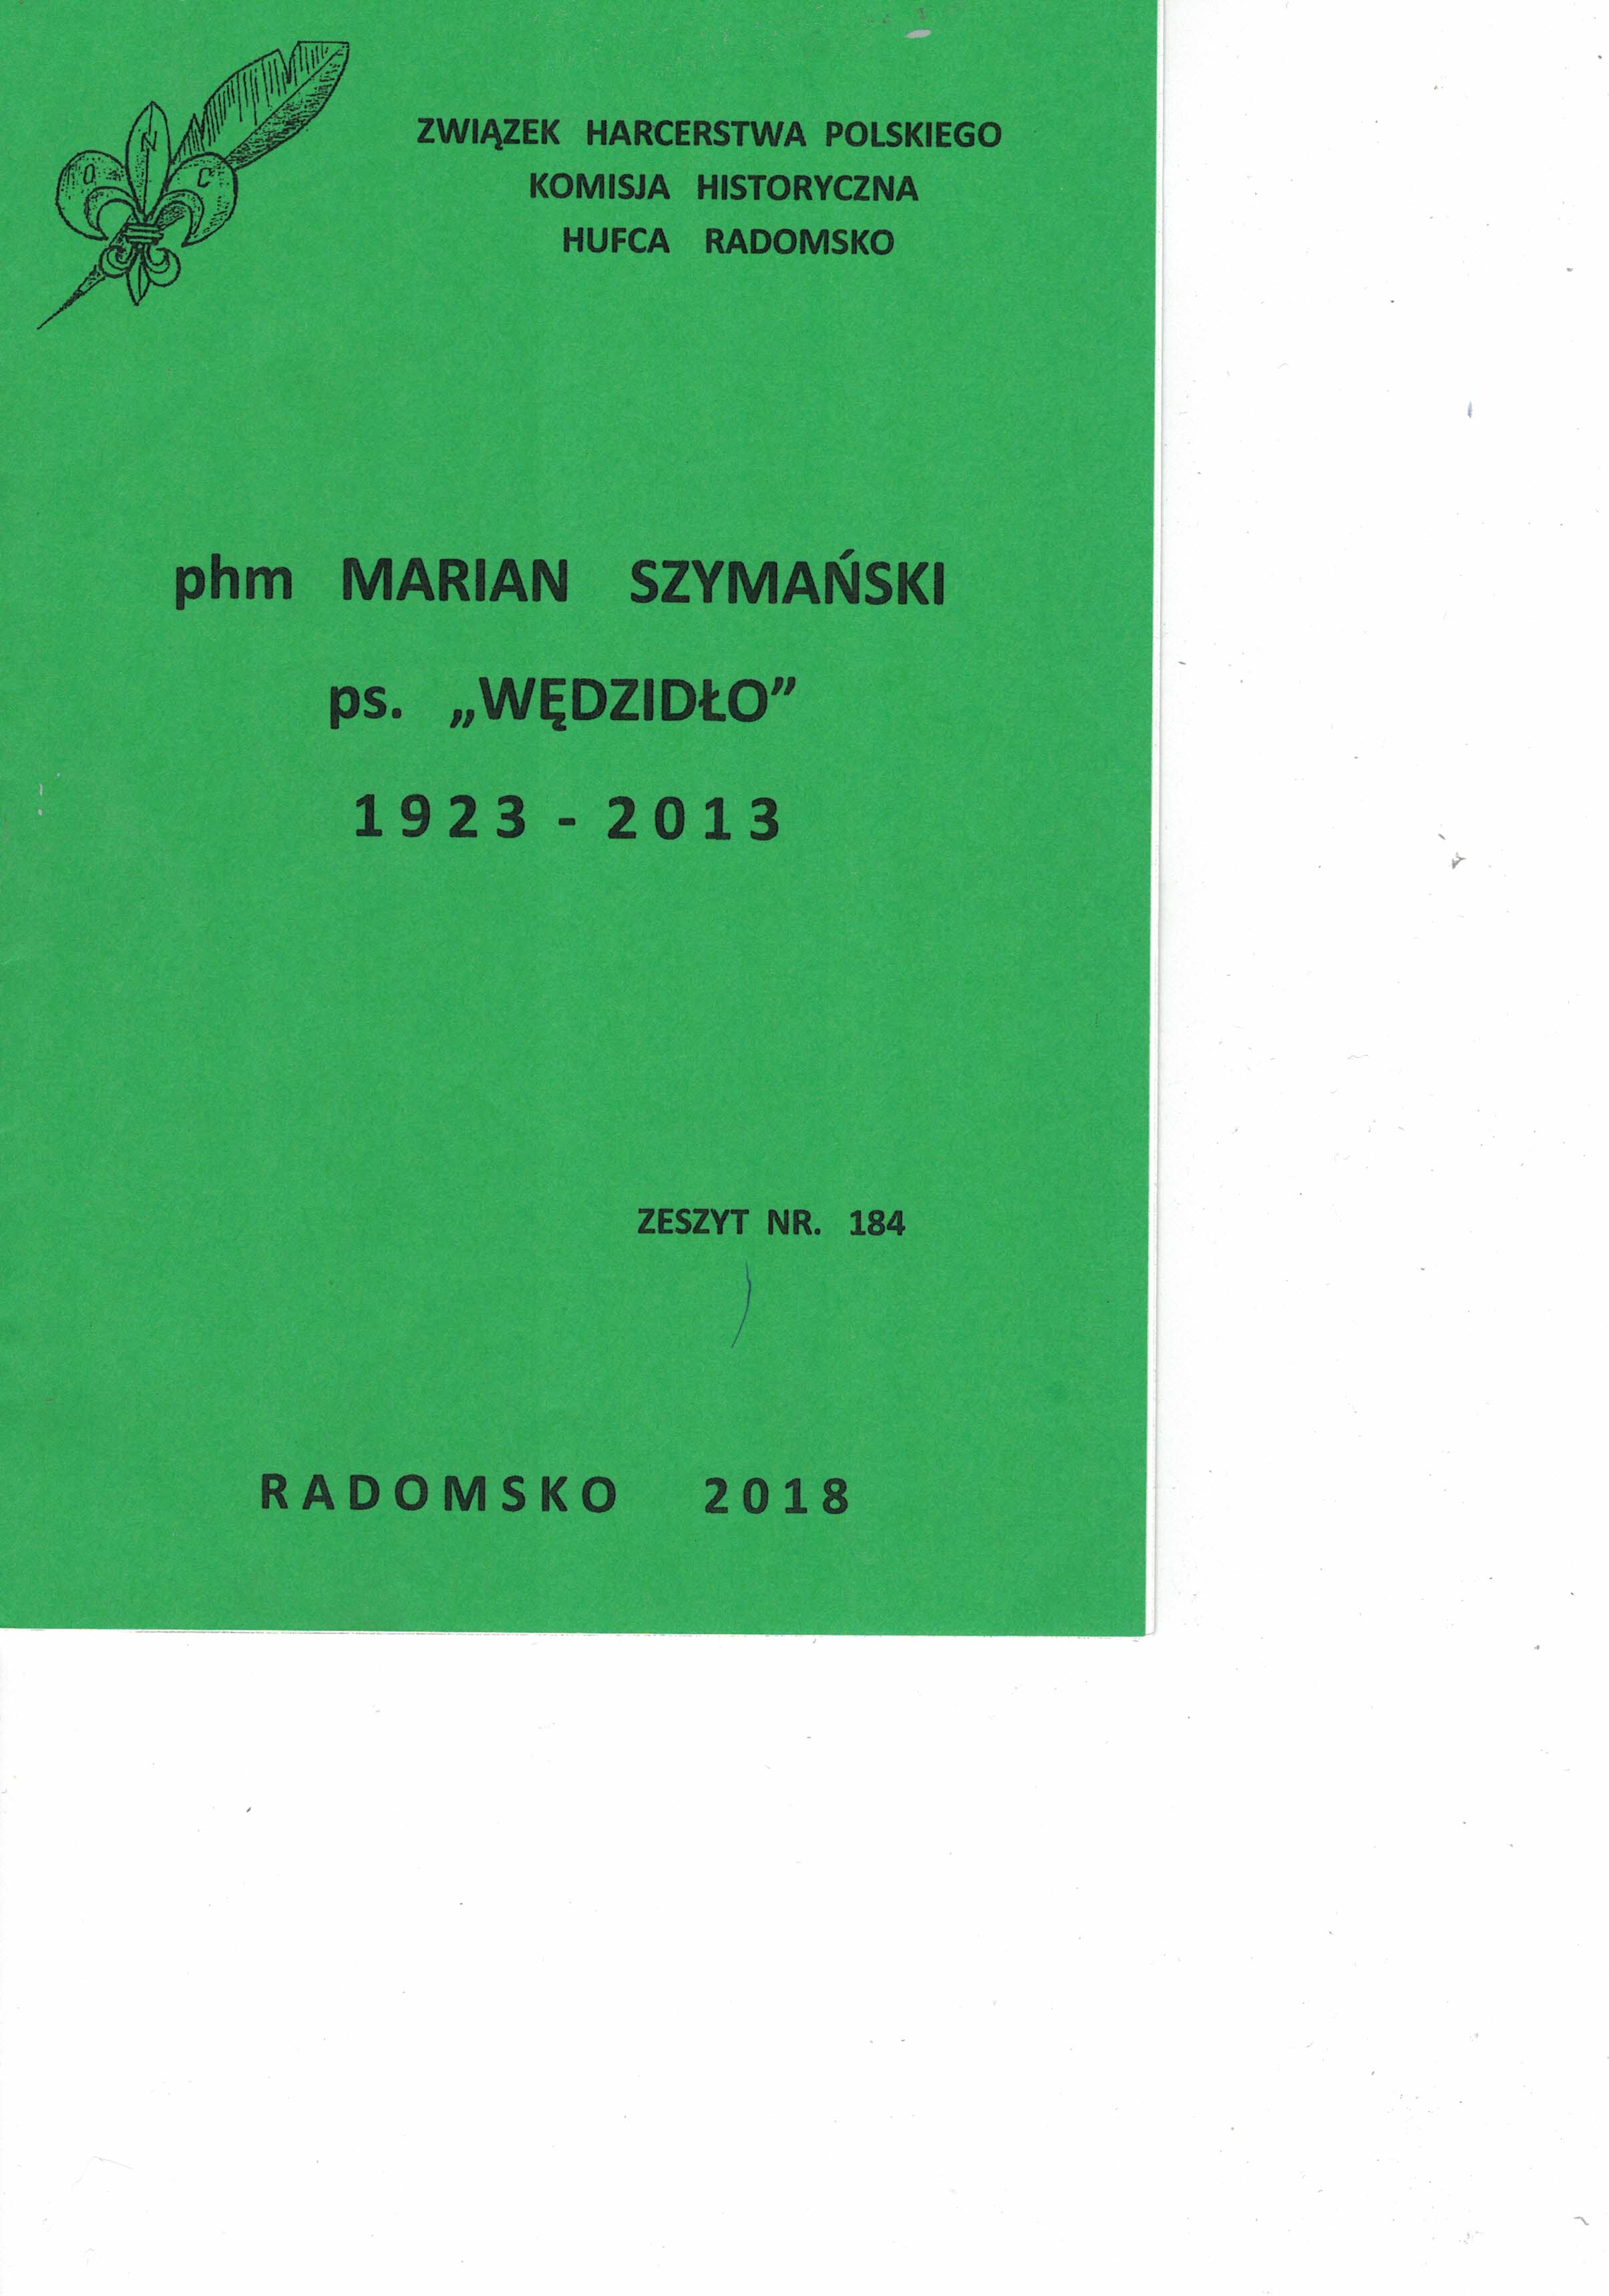 O N C
ZWIĄZEK HARCERSTWA POLSKIEGO
KOMISJA HISTORYCZNA
HUFCA RADOMSKO
phm MARIAN SZYMAŃSKI
ps. „WĘDZIDŁO”
1923 - 2013
ZESZYT NR. 184
RADOMSKO 2018